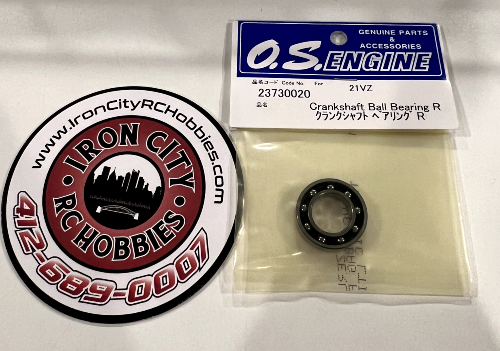 www.IronCityRCHobbies.com
IRON CITY
RC HOBBIES
412-689-0007
GENUINE PARTS
&
ACCESSORIES
O.S.ENGINE
品名コード Code No. For 21VZ
23730020
品名 Crankshaft Ball Bearing R
クランクシャフト ベアリング R